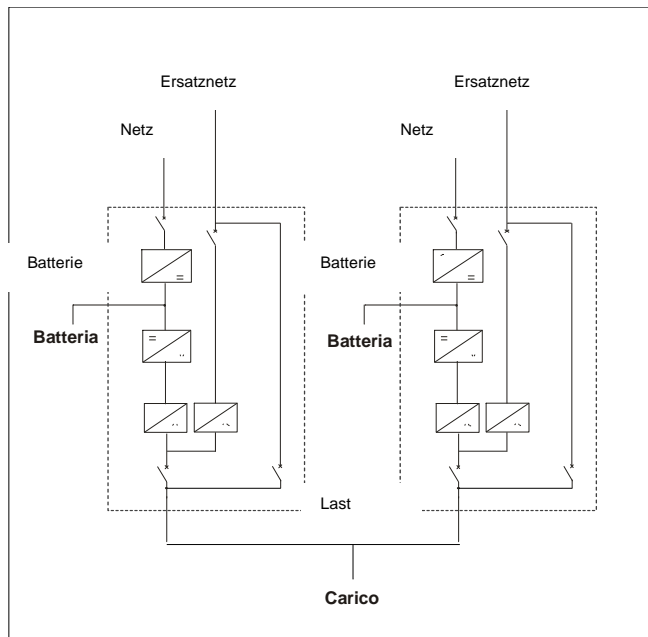 Ersatznetz
Ersatznetz
Netz
Netz
Batterie
Batterie
Batteria
Batteria
Last
Carico